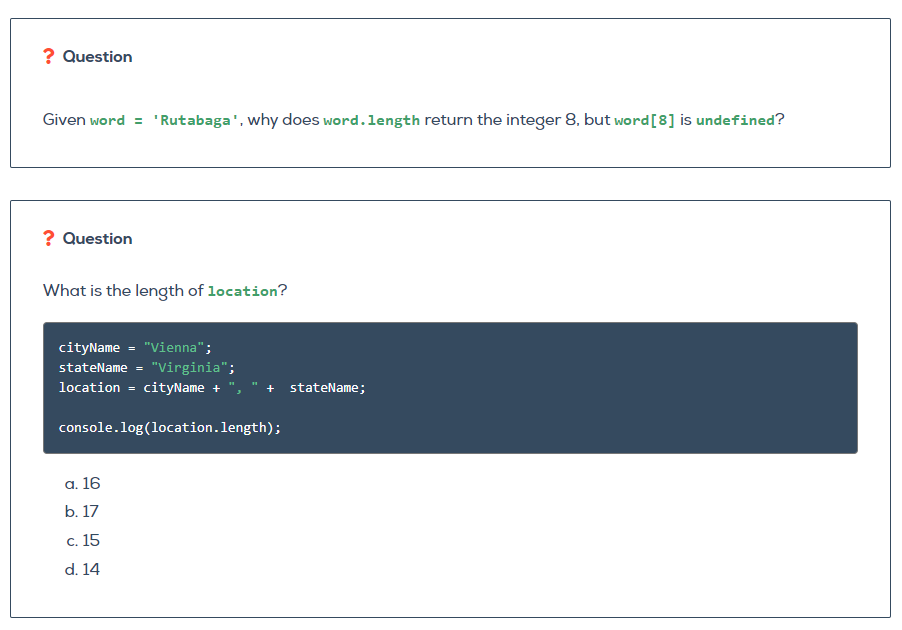 ? Question
Given word = 'Rutabaga', why does word.length return the integer 8, but word[8] is undefined?
? Question
What is the length of location?
cityName = "Vienna";
stateName = "Virginia";
location = cityName + ", " +  stateName;
console.log(location.length);
a. 16
b. 17
c. 15
d. 14